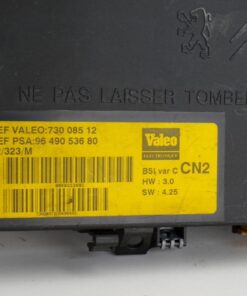 NE PAS LAISSER TOMBE
EF VALEO:730 085 12
EF PSA:96 490 536 80
/323/M
Valeo
BSI var C CN2
HW : 3.0
SW : 4.25